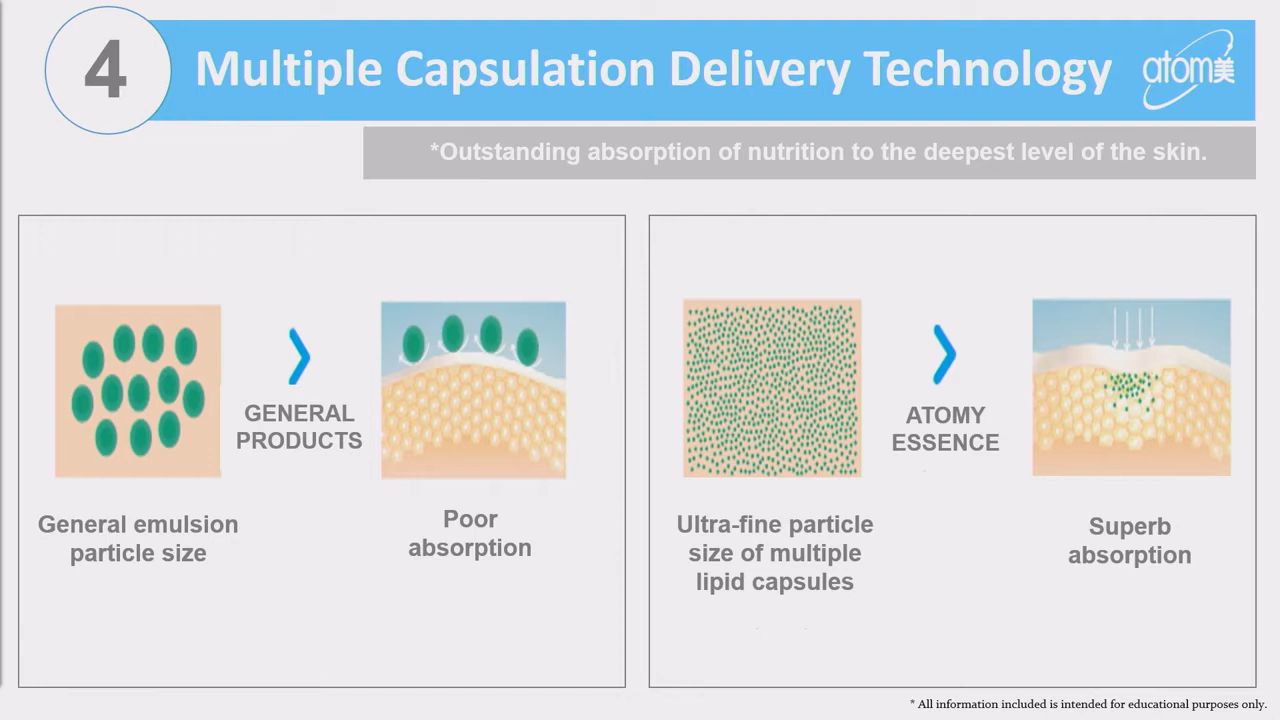 4
Multiple Capsulation Delivery Technology
atom美
*Outstanding absorption of nutrition to the deepest level of the skin.
GENERAL
PRODUCTS
General emulsion
particle size
Poor
absorption
ATOMY
ESSENCE
Ultra-fine particle
size of multiple
lipid capsules
Superb
absorption
* All information included is intended for educational purposes only.